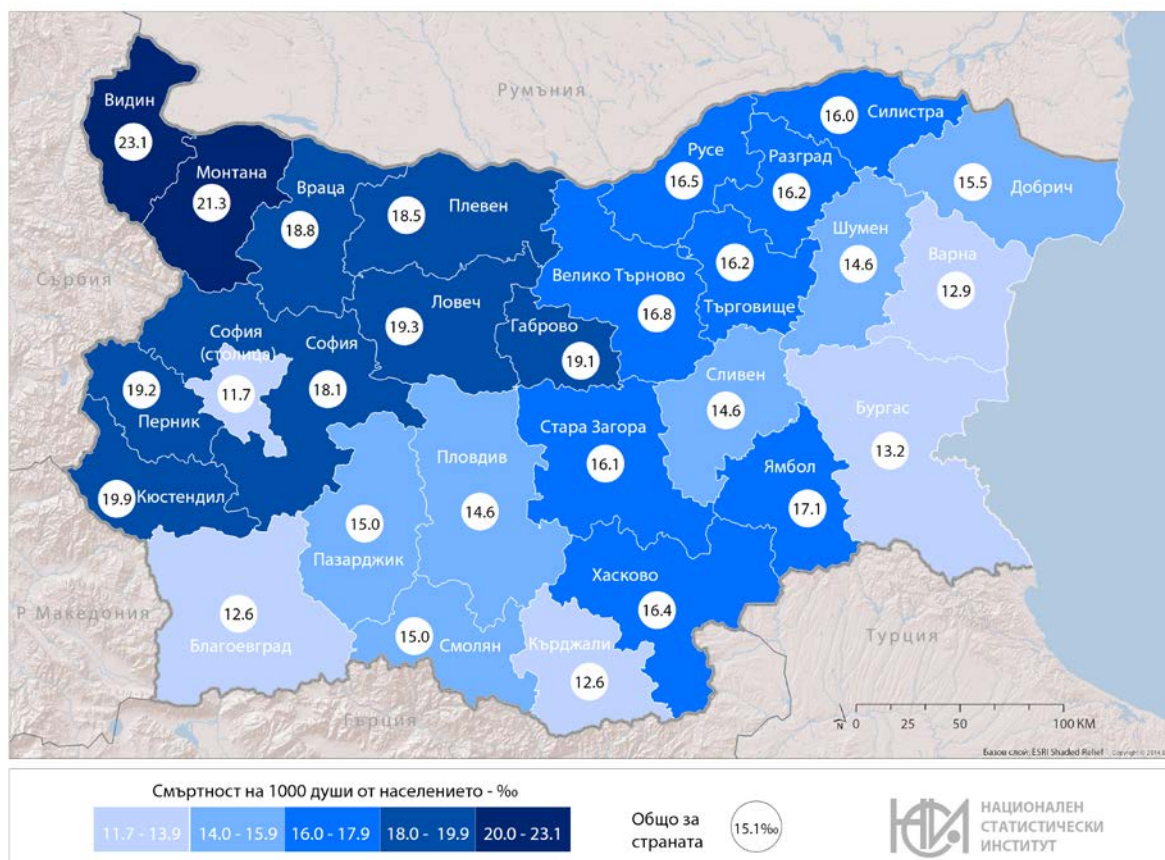 Румъния
Видин
23.1
Монтана
21.3
Враца
18.8
Плевен
18.5
Ловеч
19.3
Габрово
19.1
Велико Търново
16.8
Русе
16.5
Разград
16.2
Силистра
16.0
Търговище
16.2
Шумен
14.6
Добрич
15.5
Варна
12.9
Сърбия
София
(столица)
11.7
София
18.1
Перник
19.2
Кюстендил
19.9
Пловдив
14.6
Пазарджик
15.0
Стара Загора
16.1
Сливен
14.6
Бургас
13.2
Ямбол
17.1
Хасково
16.4
Р Македония
Благоевград
12.6
Смолян
15.0
Кърджали
12.6
Гърция
Турция
N
0 25 50 100 KM
Базов слой: ESRI Shaded Relief
Смъртност на 1000 души от населението - ‰
11.7 - 13.9
14.0 - 15.9
16.0 - 17.9
18.0 - 19.9
20.0 - 23.1
Общо за
страната
15.1‰
НСИ
НАЦИОНАЛЕН
СТАТИСТИЧЕСКИ
ИНСТИТУТ